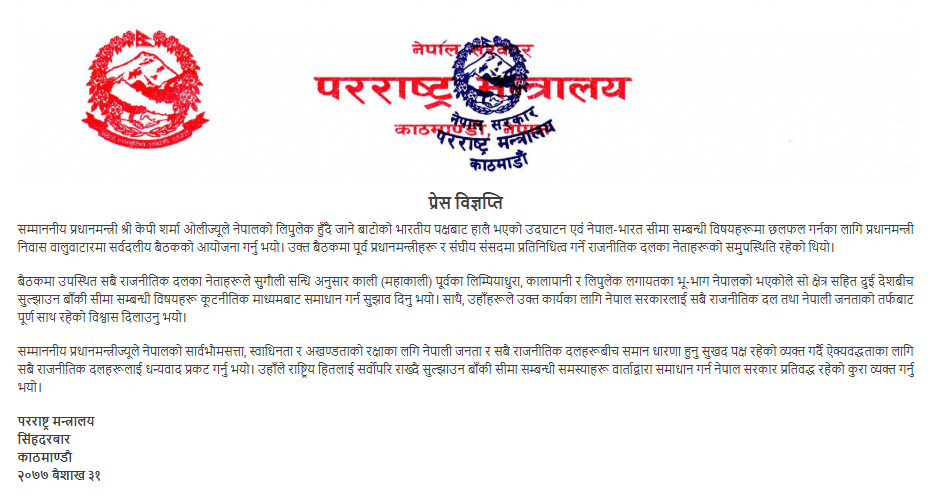 नेपाल सरकार
परराष्ट्र मन्त्रालय
काठमाण्डौ, नेपाल
नेपाल सरकार
परराष्ट्र मन्त्रालय
काठमाडौं
प्रेस विज्ञप्ति
सम्माननीय प्रधानमन्त्री श्री केपी शर्मा ओलीज्यूले नेपालको लिपुलेक हुँदै जाने बाटोको भारतीय पक्षबाट हालै भएको उदघाटन एवं नेपाल-भारत सीमा सम्बन्धी विषयहरूमा छलफल गर्नका लागि प्रधानमन्त्री
निवास वालुवाटारमा सर्वदलीय बैठकको आयोजना गर्नु भयो। उक्त बैठकमा पूर्व प्रधानमन्त्रीहरू र संघीय संसदमा प्रतिनिधित्व गर्ने राजनीतिक दलका नेताहरूको समुपस्थिति रहेको थियो।
बैठकमा उपस्थित सबै राजनीतिक दलका नेताहरूले सुगौली सन्धि अनुसार काली (महाकाली) पूर्वका लिम्पियाधुरा, कालापानी र लिपुलेक लगायतका भू-भाग नेपालको भएकोले सो क्षेत्र सहित दुई देशबीच
सुल्झाउन बाँकी सीमा सम्बन्धी विषयहरू कूटनीतिक माध्यमबाट समाधान गर्न सुझाव दिनु भयो। साथै, उहाँहरूले उक्त कार्यका लागि नेपाल सरकारलाई सबै राजनीतिक दल तथा नेपाली जनताको तर्फबाट
पूर्ण साथ रहेको विश्वास दिलाउनु भयो।
सम्माननीय प्रधानमन्त्रीज्यूले नेपालको सार्वभौमसत्ता, स्वाधिनता र अखण्डताको रक्षाका लगि नेपाली जनता र सबै राजनीतिक दलहरूबीच समान धारणा हुनु सुखद पक्ष रहेको व्यक्त गर्दै ऐक्यवद्धताका लागि
सबै राजनीतिक दलहरूलाई धन्यवाद प्रकट गर्नु भयो। उहाँले राष्ट्रिय हितलाई सर्वोपरि राख्दै सुल्झाउन बाँकी सीमा सम्बन्धी समस्याहरू वार्ताद्वारा समाधान गर्न नेपाल सरकार प्रतिवद्ध रहेको कुरा व्यक्त गर्नु
भयो।
परराष्ट्र मन्त्रालय
सिंहदरबार
काठमाण्डौ
२०७७ बैशाख ३१